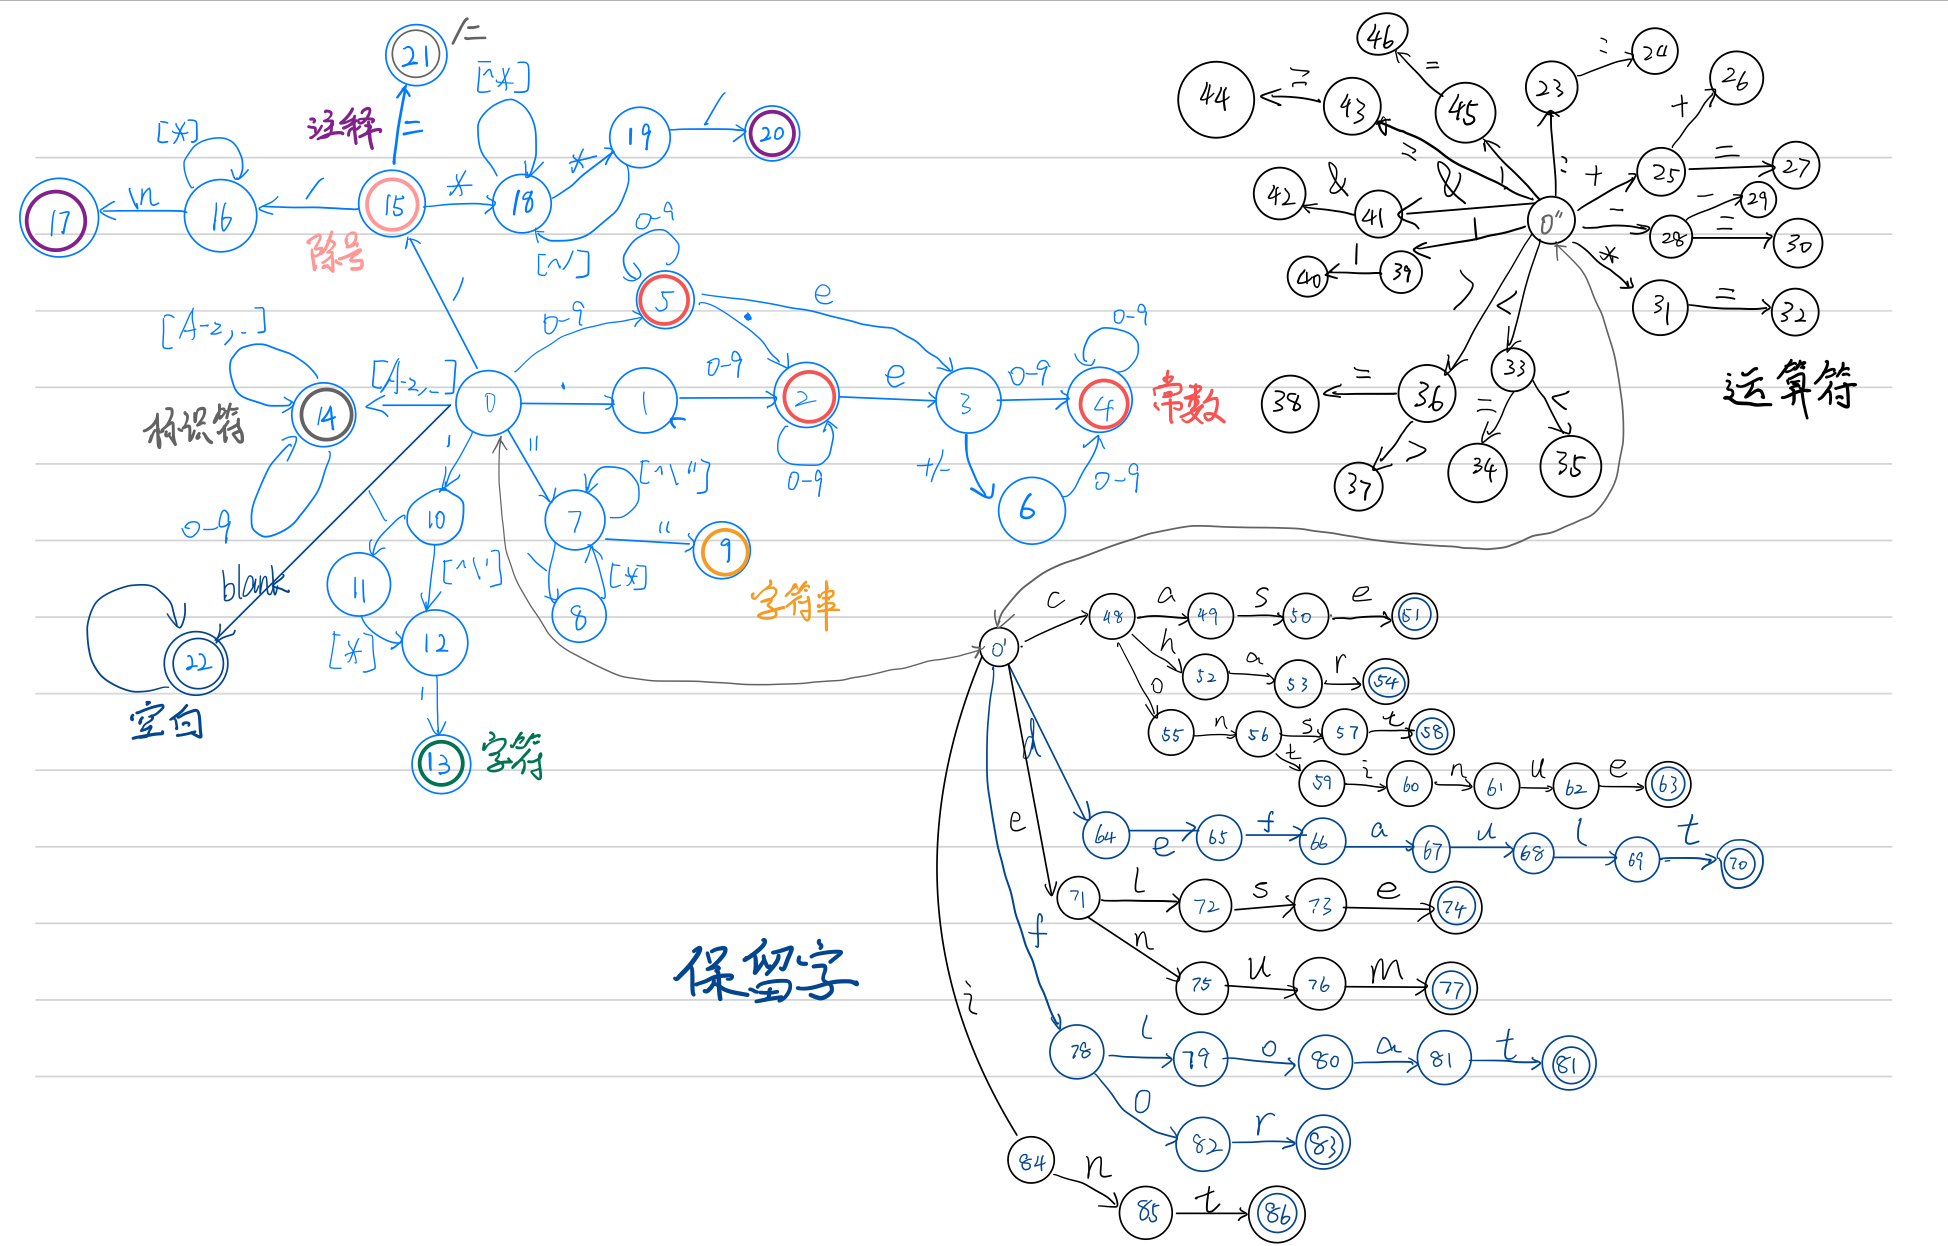 21 /=
[^*]
注释 =
[*]
19 / 20
\n / 15 * * 18
17 16
除号 [^/]
/
0-9
5 e
0-9 .
[A-Z,_]
[A-Z,_] 0-9 e 0-9 0-9
0 . 1 2 3 4 常数
14
标识符
0-9 +/- 0-9
6
' "
0-9 \ 10 7 [^\"]
" 9
字符串
11 [^\'] \ [*]
8
blank
[*] 12
22
空白 '
13 字符
46 =
44 = 43 45
= !
42 & 41 &
40 | 39 |
23 = 24
= + 25 + 26
= 27
0"
- 28 - 29
= 30
* 31 = 32
> <
38 = 36 33
37 > = 34 < 35
运算符
0' c 48 a 49 s 50 e 51
h 52 a 53 r 54
o 55 n 56 s 57 t 58
t 59 i 60 n 61 u 62 e 63
d 64 e 65 f 66 a 67 u 68 l 69 t 70
e 71 l 72 s 73 e 74
n 75 u 76 m 77
保留字
f 78 l 79 o 80 a 81 t 81
o 82 r 83
i 84 n 85 t 86